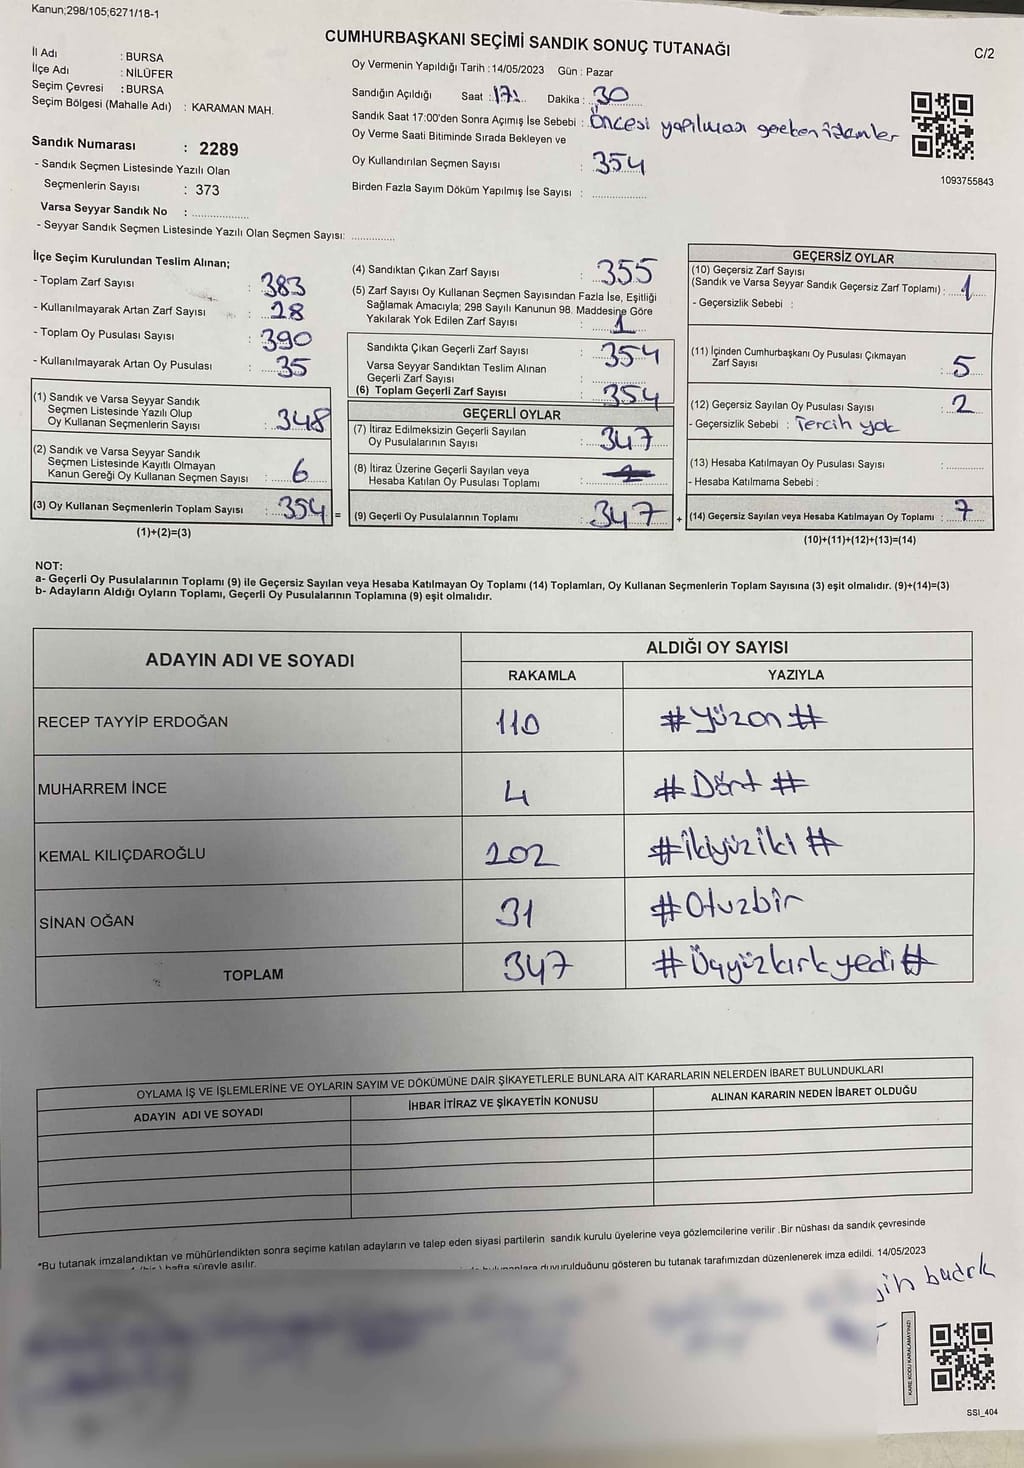 Kanun;298/105;6271/18-1
CUMHURBAŞKANI SEÇİMİ SANDIK SONUÇ TUTANAĞI
C/2
İl Adı : BURSA
İlçe Adı : NİLÜFER
Seçim Çevresi : BURSA
Seçim Bölgesi (Mahalle Adı) : KARAMAN MAH.
Sandık Numarası : 2289
- Sandık Seçmen Listesinde Yazılı Olan
Seçmenlerin Sayısı : 373
Varsa Seyyar Sandık No :
- Seyyar Sandık Seçmen Listesinde Yazılı Olan Seçmen Sayısı:
Oy Vermenin Yapıldığı Tarih : 14/05/2023 Gün : Pazar
Sandığın Açıldığı Saat : 17 Dakika : 30
Sandık Saat 17:00'den Sonra Açımış İse Sebebi : Öncesi yapılması gereken işlemler
Oy Verme Saati Bitiminde Sırada Bekleyen ve
Oy Kullandırılan Seçmen Sayısı : 354
Birden Fazla Sayım Döküm Yapılmış İse Sayısı :
1093755843
İlçe Seçim Kurulundan Teslim Alınan;
- Toplam Zarf Sayısı : 383
- Kullanılmayarak Artan Zarf Sayısı : 28
- Toplam Oy Pusulası Sayısı : 390
- Kullanılmayarak Artan Oy Pusulası : 35
(1) Sandık ve Varsa Seyyar Sandık
Seçmen Listesinde Yazılı Olup
Oy Kullanan Seçmenlerin Sayısı : 348
(2) Sandık ve Varsa Seyyar Sandık
Seçmen Listesinde Kayıtlı Olmayan
Kanun Gereği Oy Kullanan Seçmen Sayısı : 6
(3) Oy Kullanan Seçmenlerin Toplam Sayısı : 354 =
(1)+(2)=(3)
(4) Sandıktan Çıkan Zarf Sayısı : 355
(5) Zarf Sayısı Oy Kullanan Seçmen Sayısından Fazla İse, Eşitliği
Sağlamak Amacıyla; 298 Sayılı Kanunun 98. Maddesine Göre
Yakılarak Yok Edilen Zarf Sayısı : 1
Sandıkta Çıkan Geçerli Zarf Sayısı : 354
Varsa Seyyar Sandıktan Teslim Alınan
Geçerli Zarf Sayısı :
(6) Toplam Geçerli Zarf Sayısı : 354
GEÇERLİ OYLAR
(7) İtiraz Edilmeksizin Geçerli Sayılan
Oy Pusulalarının Sayısı : 347
(8) İtiraz Üzerine Geçerli Sayılan veya
Hesaba Katılan Oy Pusulası Toplamı :
(9) Geçerli Oy Pusulalarının Toplamı : 347 +
GEÇERSİZ OYLAR
(10) Geçersiz Zarf Sayısı
(Sandık ve Varsa Seyyar Sandık Geçersiz Zarf Toplamı) : 1
- Geçersizlik Sebebi :
(11) İçinden Cumhurbaşkanı Oy Pusulası Çıkmayan
Zarf Sayısı : 5
(12) Geçersiz Sayılan Oy Pusulası Sayısı : 2
- Geçersizlik Sebebi : Tercih yok
(13) Hesaba Katılmayan Oy Pusulası Sayısı :
- Hesaba Katılmama Sebebi :
(14) Geçersiz Sayılan veya Hesaba Katılmayan Oy Toplamı : 7
(10)+(11)+(12)+(13)=(14)
NOT:
a- Geçerli Oy Pusulalarının Toplamı (9) ile Geçersiz Sayılan veya Hesaba Katılmayan Oy Toplamı (14) Toplamları, Oy Kullanan Seçmenlerin Toplam Sayısına (3) eşit olmalıdır. (9)+(14)=(3)
b- Adayların Aldığı Oyların Toplamı, Geçerli Oy Pusulalarının Toplamına (9) eşit olmalıdır.
ADAYIN ADI VE SOYADI
ALDIĞI OY SAYISI
RAKAMLA YAZIYLA
RECEP TAYYİP ERDOĞAN 110 #Yüzon#
MUHARREM İNCE 4 #Dört#
KEMAL KILIÇDAROĞLU 202 #ikiyüziki#
SİNAN OĞAN 31 #Otuzbir
TOPLAM 347 #Üçyüzkırkyedi#
OYLAMA İŞ VE İŞLEMLERİNE VE OYLARIN SAYIM VE DÖKÜMÜNE DAİR ŞİKAYETLERLE BUNLARA AİT KARARLARIN NELERDEN İBARET BULUNDUKLARI
ADAYIN ADI VE SOYADI İHBAR İTİRAZ VE ŞİKAYETİN KONUSU ALINAN KARARIN NEDEN İBARET OLDUĞU
*Bu tutanak imzalandıktan ve mühürlendikten sonra seçime katılan adayların ve talep eden siyasi partilerin sandık kurulu üyelerine veya gözlemcilerine verilir .Bir nüshası da sandık çevresinde
hafta süreyle asılır.
duyurulduğunu gösteren bu tutanak tarafımızdan düzenlenerek imza edildi. 14/05/2023
KARE KODU KARALAMAYINIZ!
SSI_404